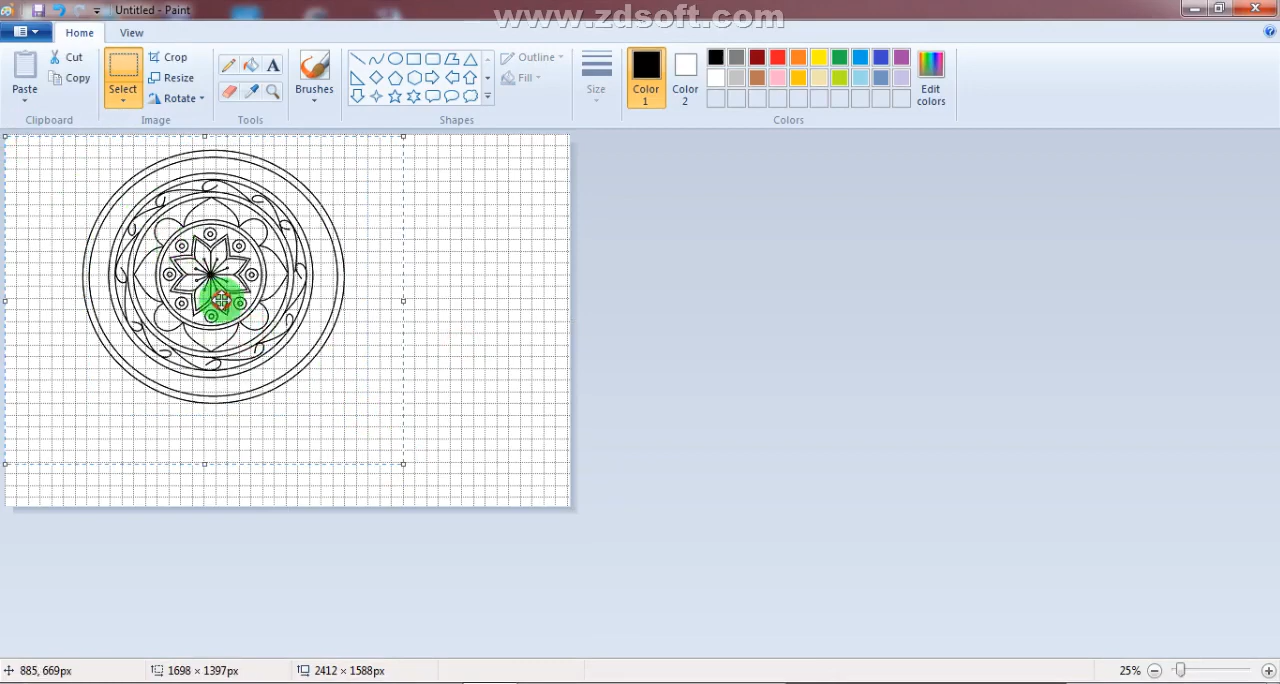 Untitled - Paint
www.zdsoft.com
Home
View
Paste
Cut
Copy
Clipboard
Select
Crop
Resize
Rotate
Image
A
Tools
Brushes
Shapes
Outline
Fill
Size
Color 1
Color 2
Edit colors
Colors
885, 669px
1698 × 1397px
2412 × 1588px
25%